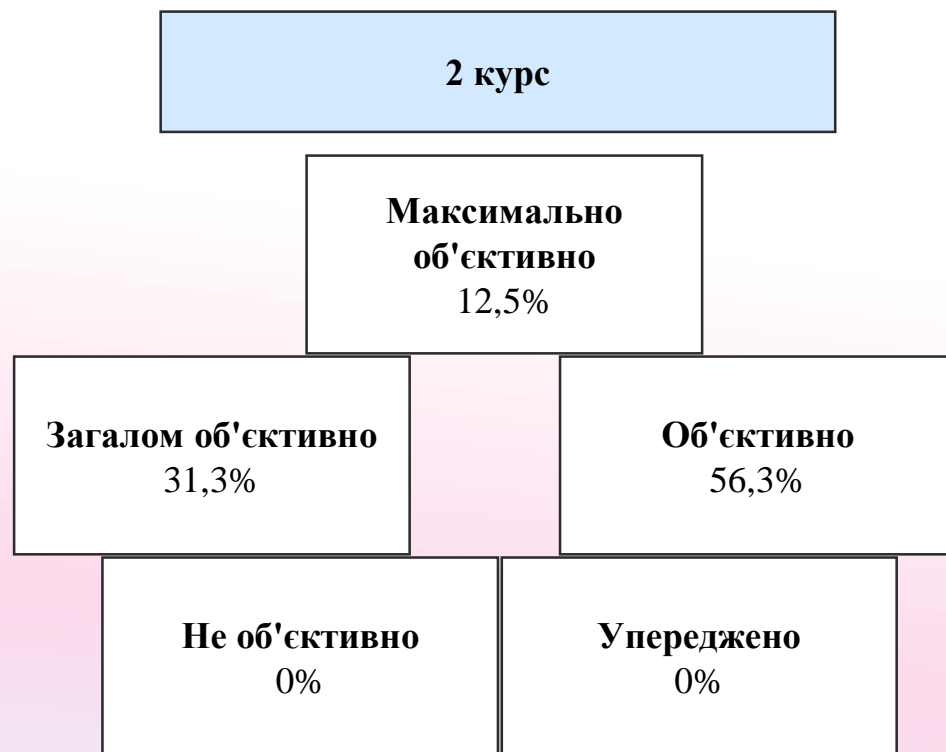 2 курс
Максимально
об'єктивно
12,5%
Загалом об'єктивно
31,3%
Об'єктивно
56,3%
Не об'єктивно
0%
Упереджено
0%